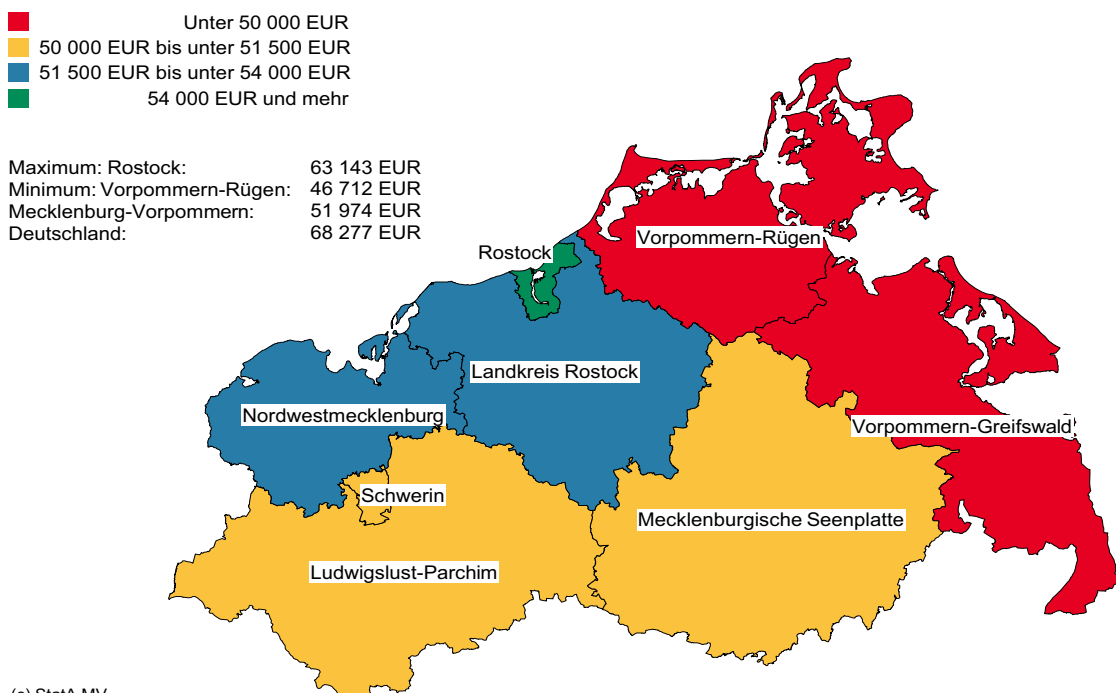 Unter 50 000 EUR
50 000 EUR bis unter 51 500 EUR
51 500 EUR bis unter 54 000 EUR
54 000 EUR und mehr
Maximum: Rostock: 63 143 EUR
Minimum: Vorpommern-Rügen: 46 712 EUR
Mecklenburg-Vorpommern: 51 974 EUR
Deutschland: 68 277 EUR
Vorpommern-Rügen
Rostock
Landkreis Rostock
Nordwestmecklenburg
Vorpommern-Greifswald
Schwerin
Mecklenburgische Seenplatte
Ludwigslust-Parchim
(c) StatA MV